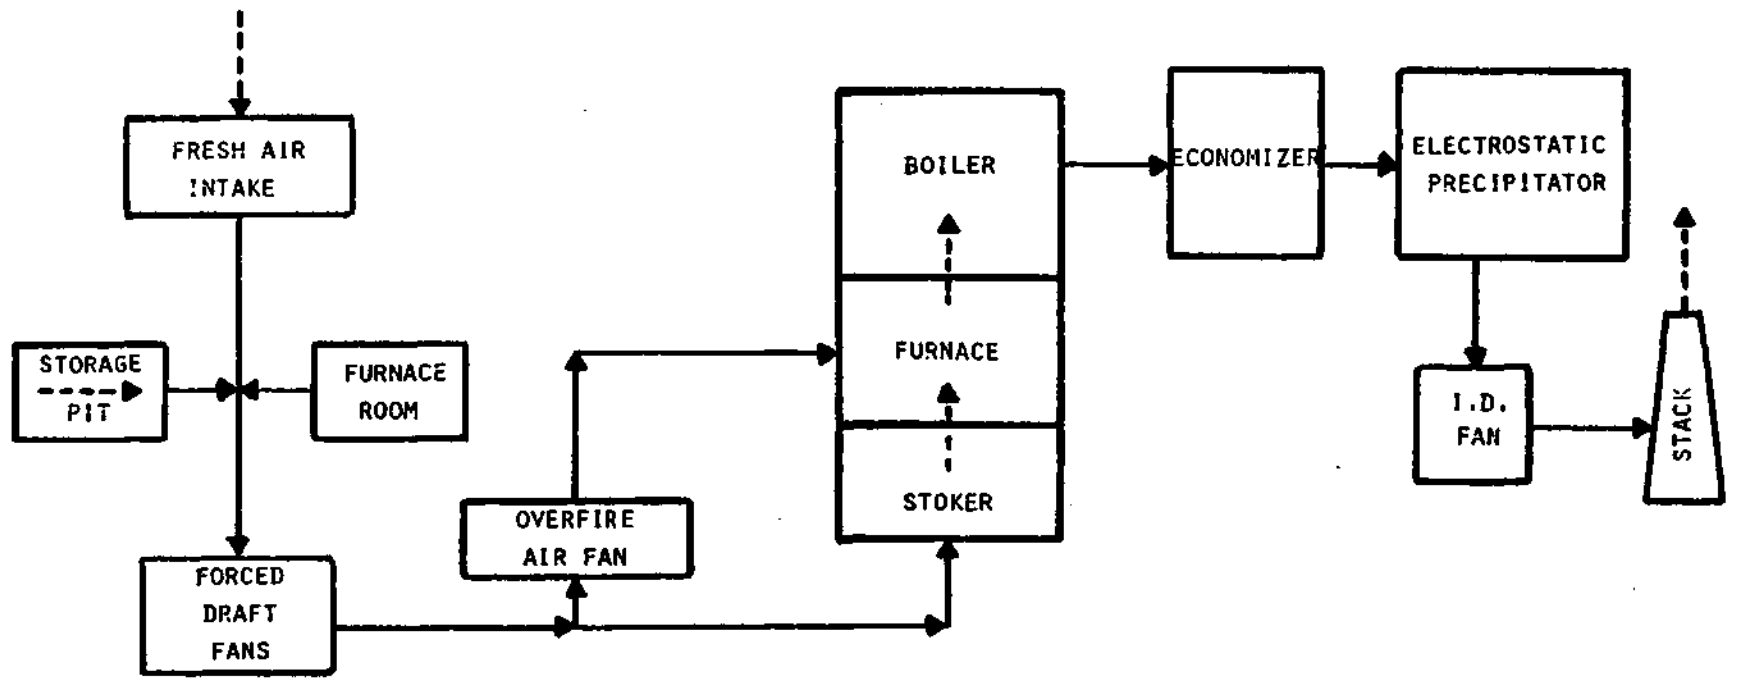 FRESH AIR
INTAKE
STORAGE
PIT
FURNACE
ROOM
FORCED
DRAFT
FANS
OVERFIRE
AIR FAN
BOILER
FURNACE
STOKER
ECONOMIZER
ELECTROSTATIC
PRECIPITATOR
I.D.
FAN
STACK